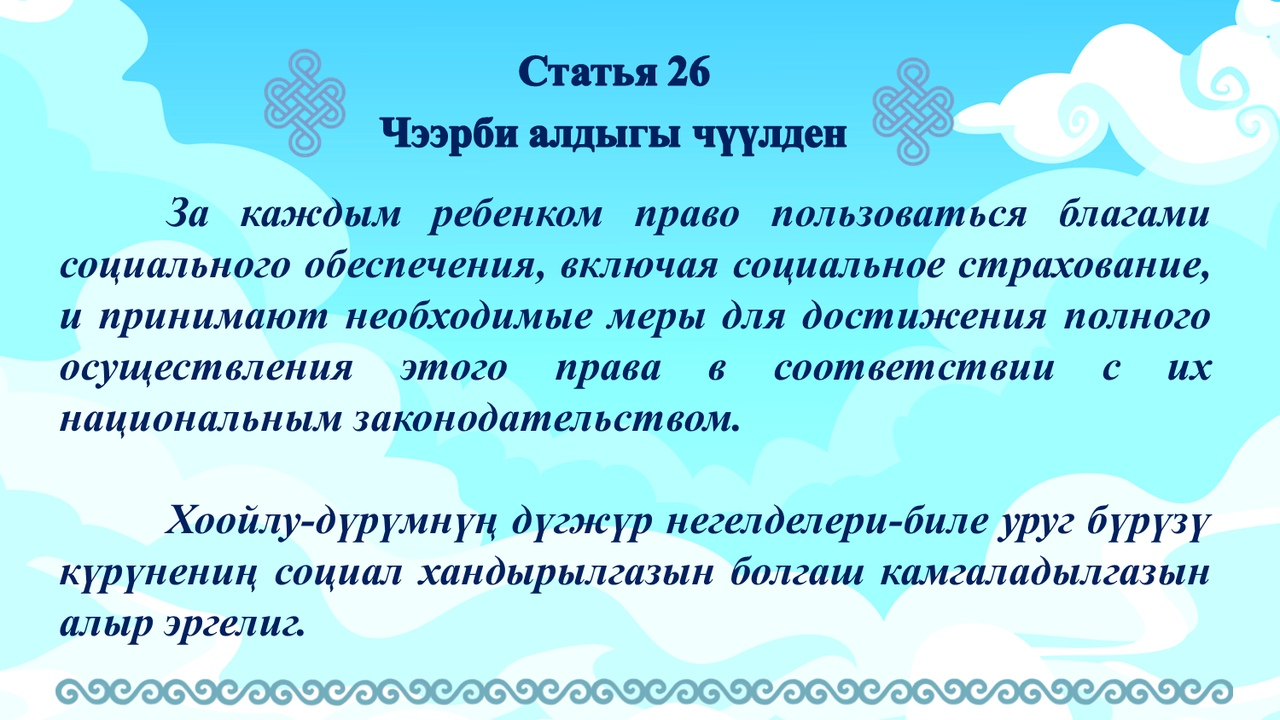 Статья 26
Чээрби алдыгы чүүлден
За каждым ребенком право пользоваться благами
социального обеспечения, включая социальное страхование,
и принимают необходимые меры для достижения полного
осуществления этого права в соответствии с их
национальным законодательством.
Хоойлу-дүрүмнүң дүгжүр негелделери-биле уруг бүрүзү
күрүнениң социал хандырылгазын болгаш камгаладылгазын
алыр эргелиг.